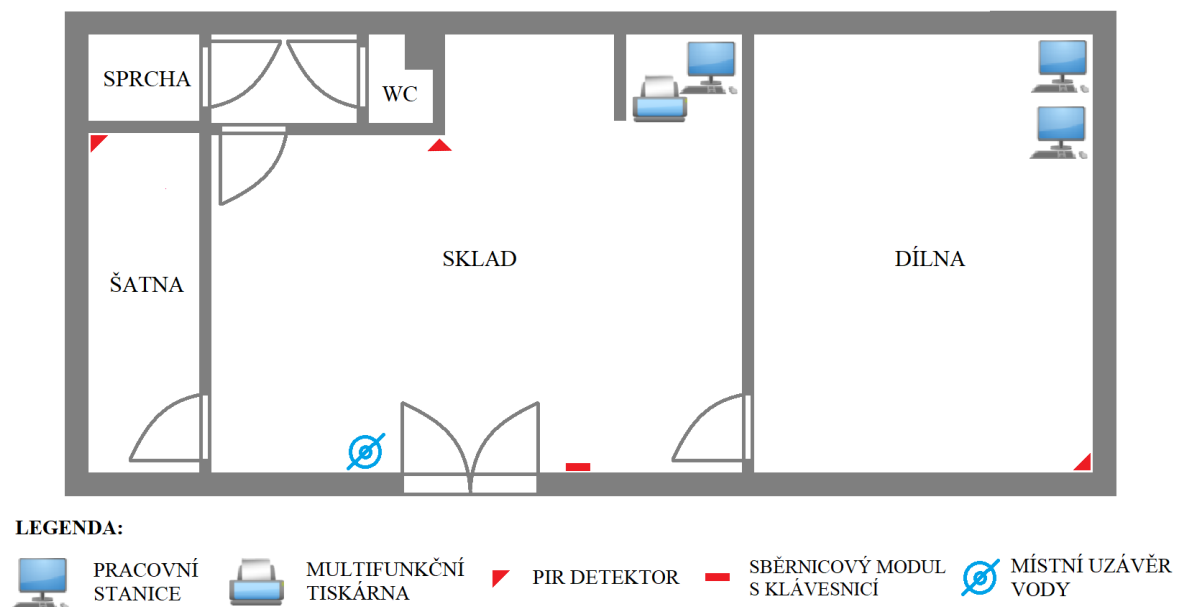 SPRCHA
WC
SKLAD
DÍLNA
ŠATNA
LEGENDA:
PRACOVNÍ
STANICE
MULTIFUNKČNÍ
TISKÁRNA
PIR DETEKTOR
SBĚRNICOVÝ MODUL
S KLÁVESNICÍ
MÍSTNÍ UZÁVĚR
VODY